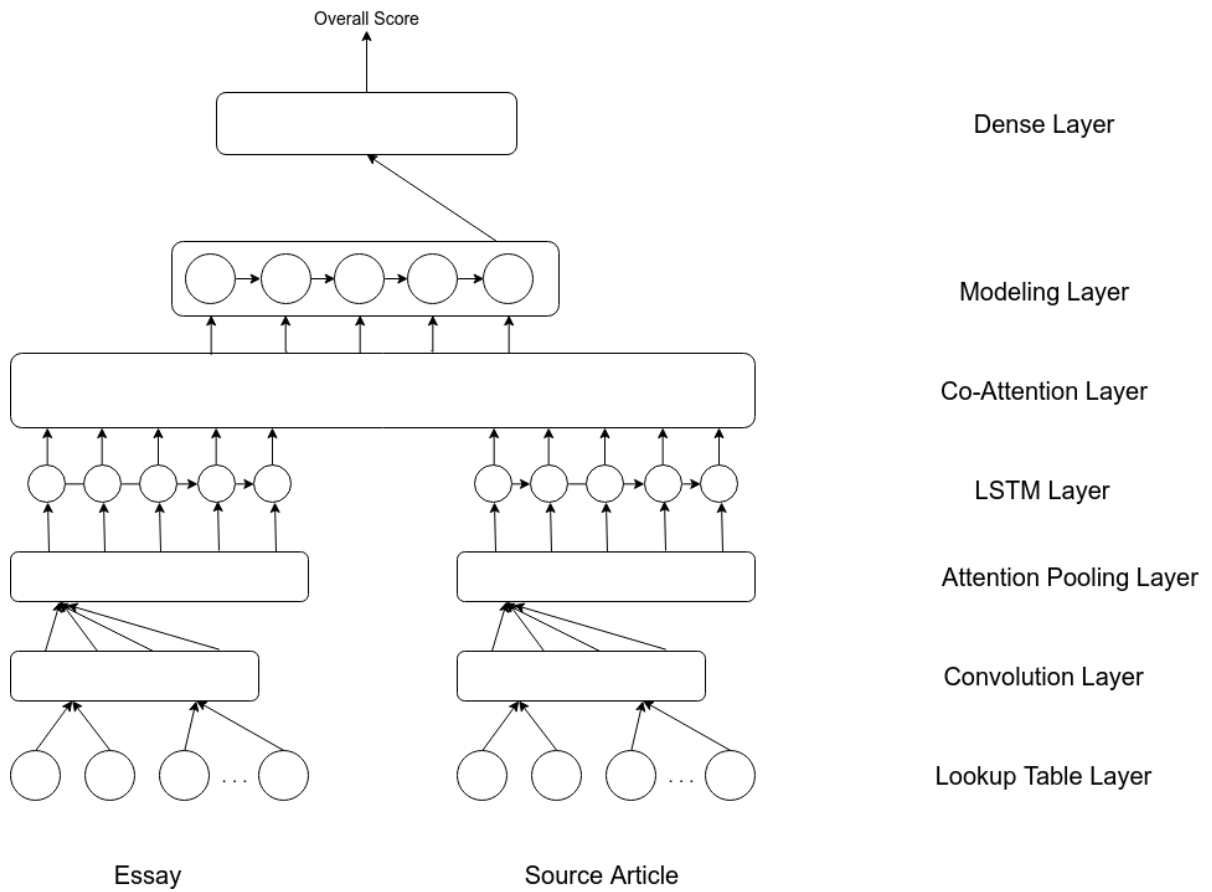 Overall Score
Dense Layer
Modeling Layer
Co-Attention Layer
LSTM Layer
Attention Pooling Layer
Convolution Layer
. . . . . . Lookup Table Layer
Essay Source Article